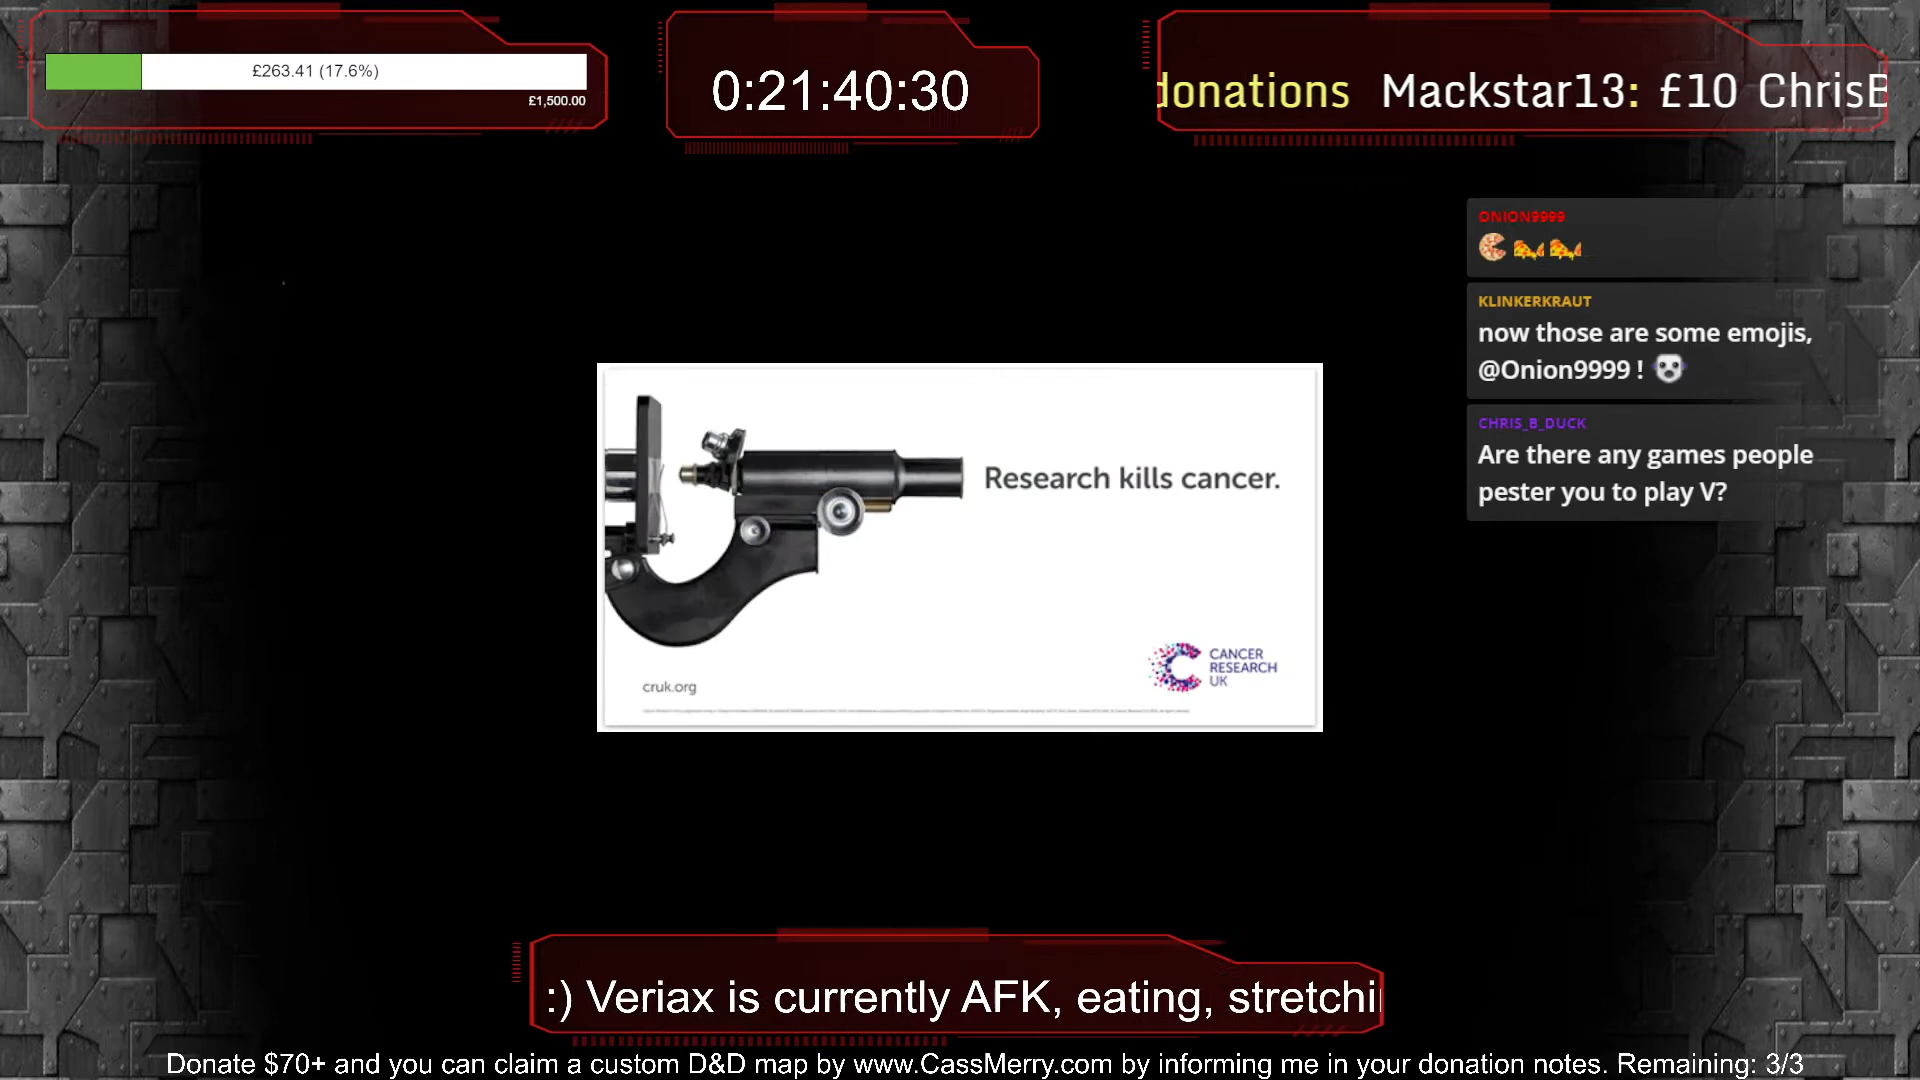 £263.41 (17.6%)
£1,500.00
0:21:40:30
donations Mackstar13: £10 ChrisB
ONION9999
KLINKERKRAUT
now those are some emojis,
@Onion9999 !
CHRIS_B_DUCK
Are there any games people
pester you to play V?
Research kills cancer.
CANCER
RESEARCH
UK
cruk.org
:) Veriax is currently AFK, eating, stretchi
Donate $70+ and you can claim a custom D&D map by www.CassMerry.com by informing me in your donation notes. Remaining: 3/3